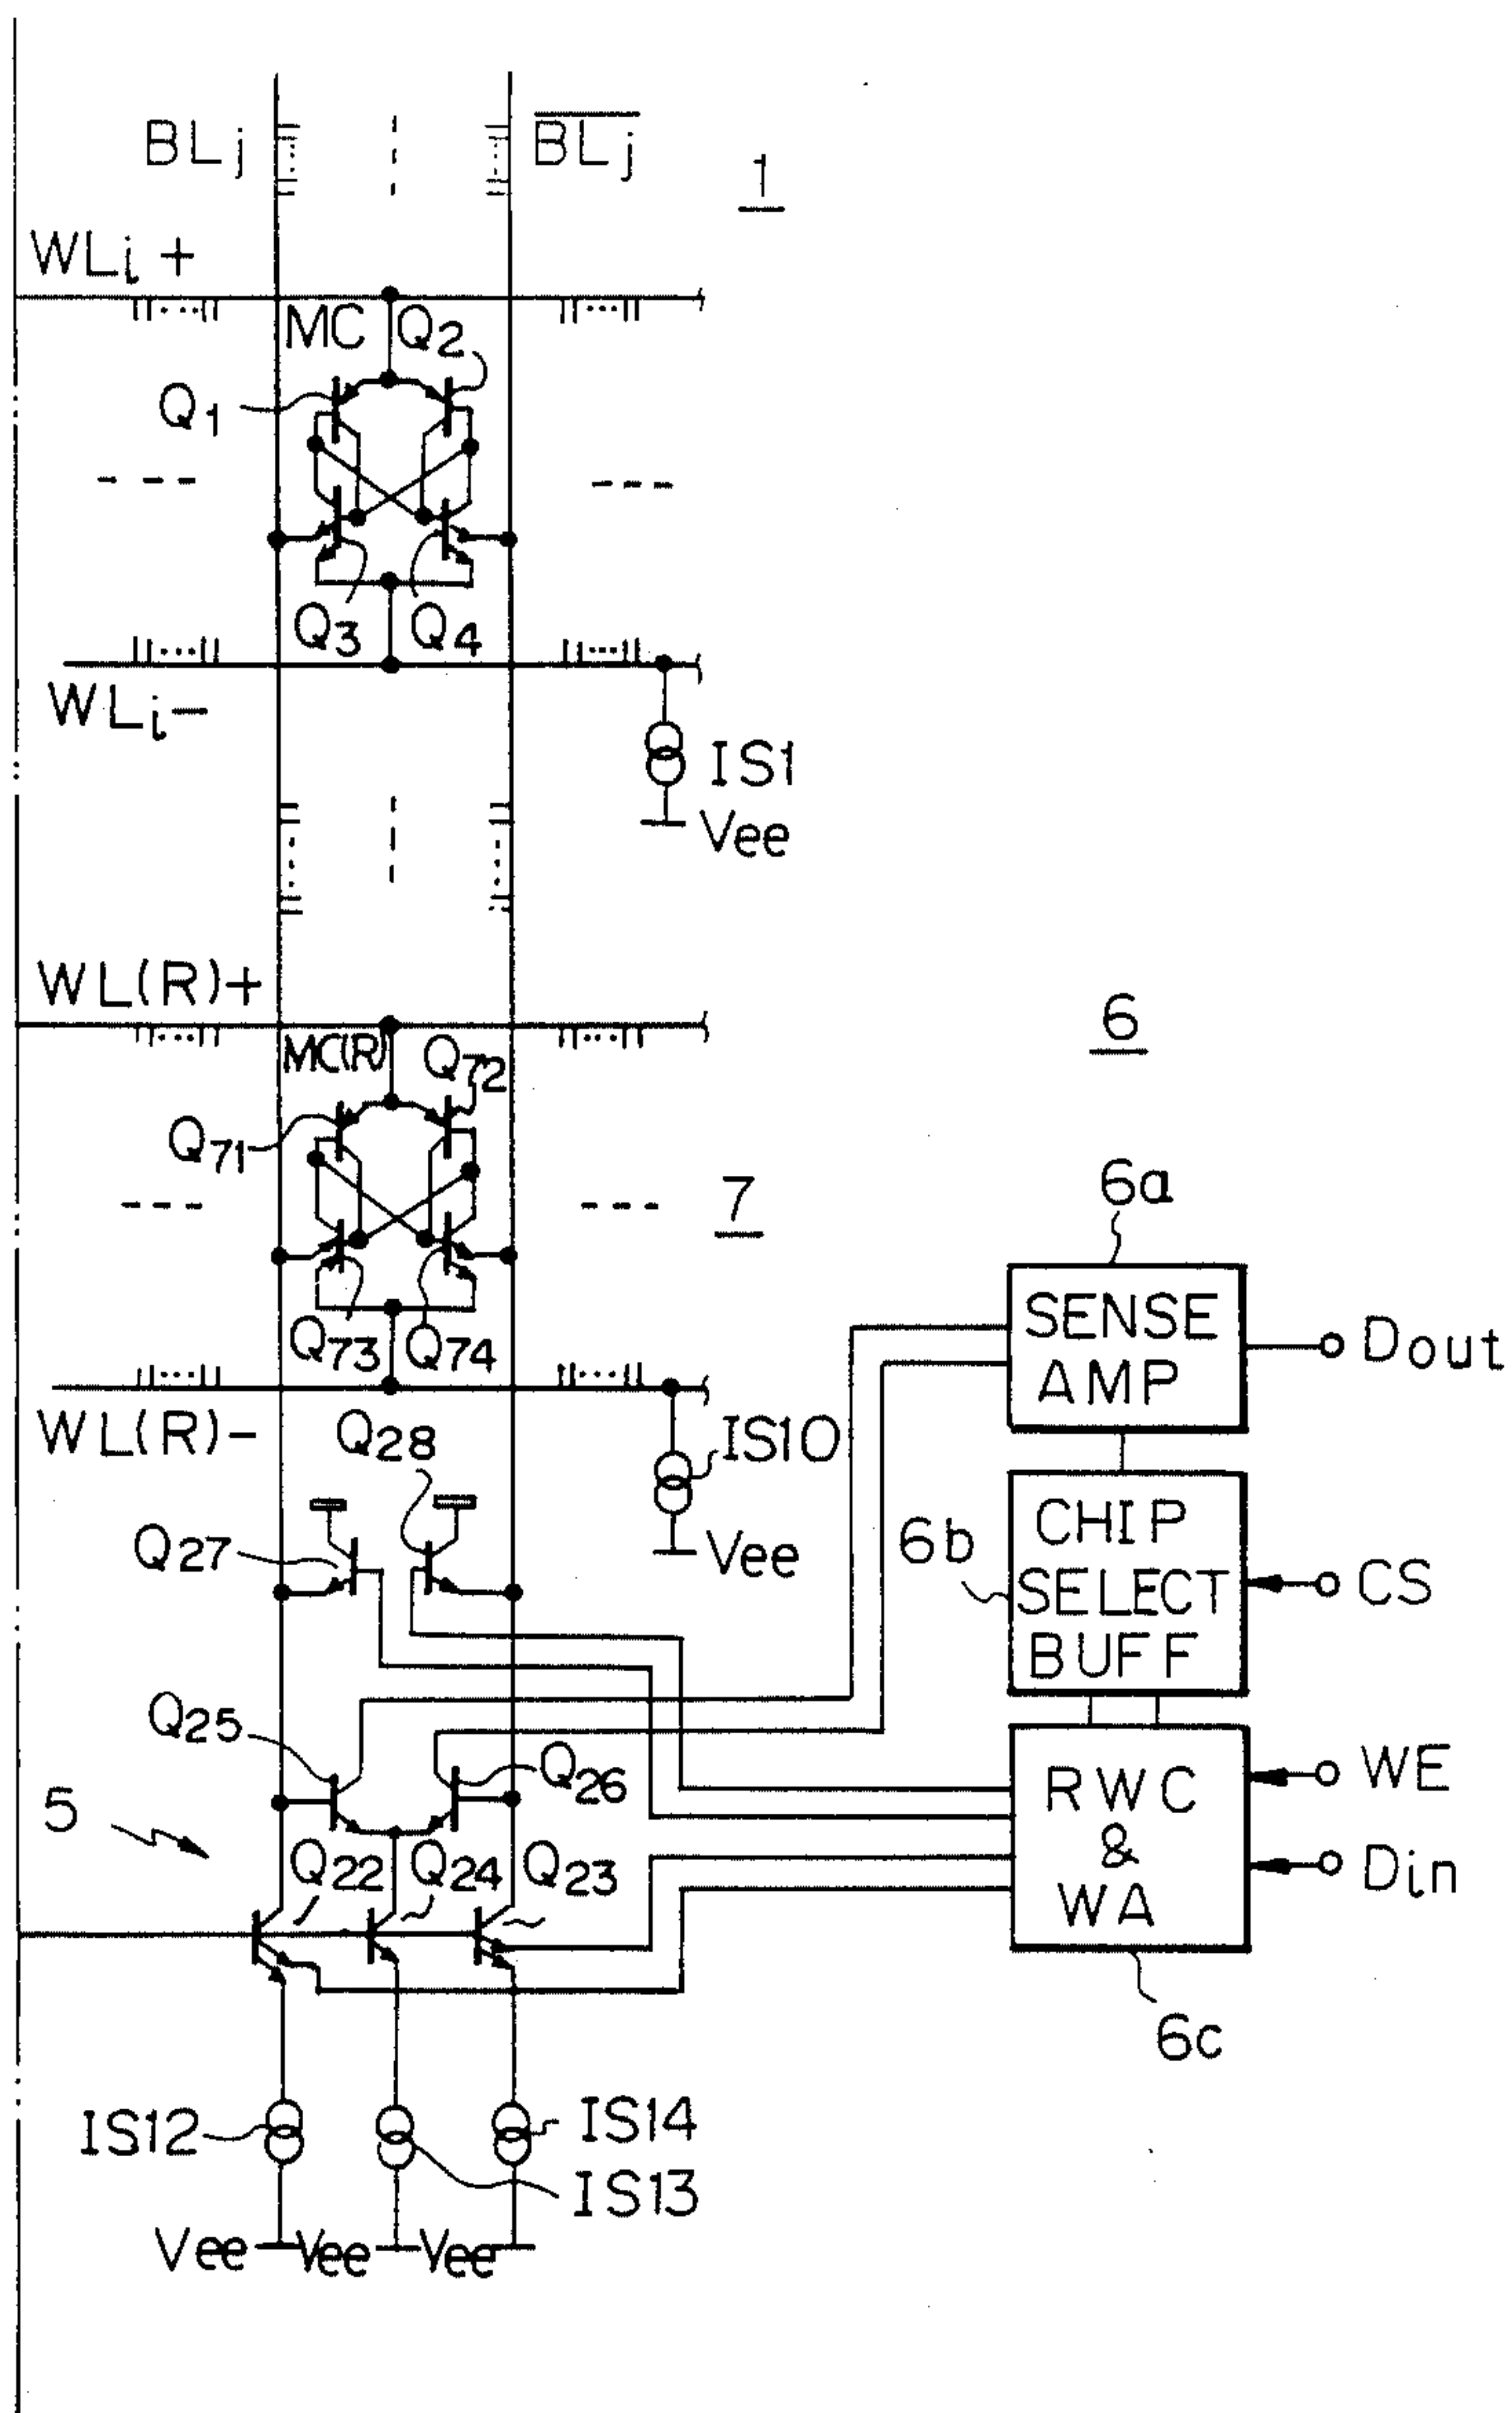 BLj
B̅L̅j̅
1
WLi +
MC
Q2
Q1
Q3
Q4
WLi -
IS1
Vee
WL(R)+
MC(R)
Q72
Q71
7
Q73
Q74
WL(R)-
Q28
IS10
Vee
Q27
Q25
Q26
5
Q22
Q24
Q23
IS12
IS14
IS13
Vee
Vee
Vee
6
6a
SENSE
AMP
Dout
6b
CHIP
SELECT
BUFF
CS
RWC
&
WA
WE
Din
6c